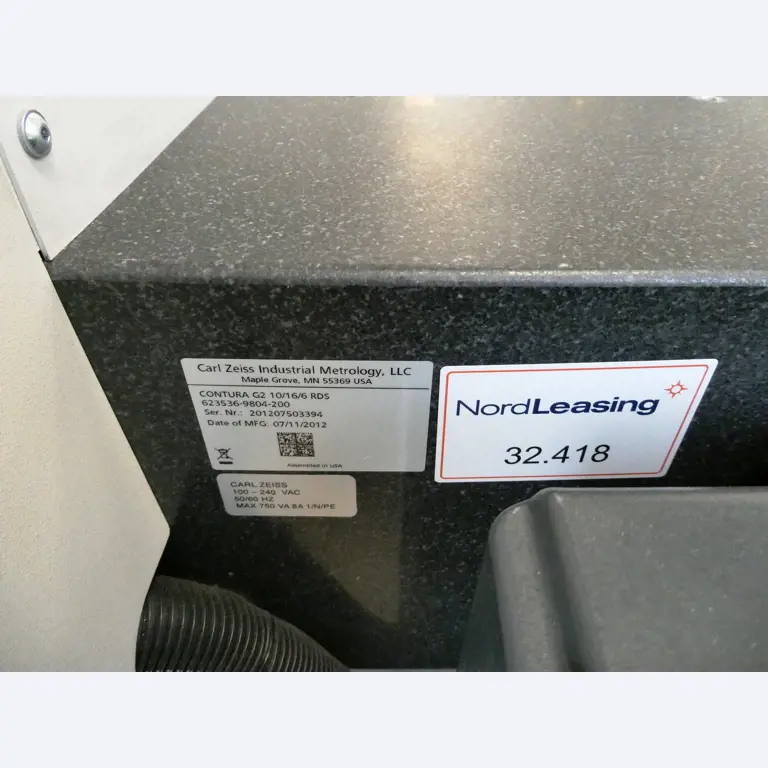 Carl Zeiss Industrial Metrology, LLC
Maple Grove, MN 55369 USA
CONTURA G2 10/16/6 RDS
623536-9804-200
Ser. Nr.: 201207503394
Date of MFG: 07/11/2012
Assembled in USA
CARL ZEISS
100 - 240 VAC
50/60 HZ
MAX 750 VA 8A 1/N/PE
NordLeasing
32.418